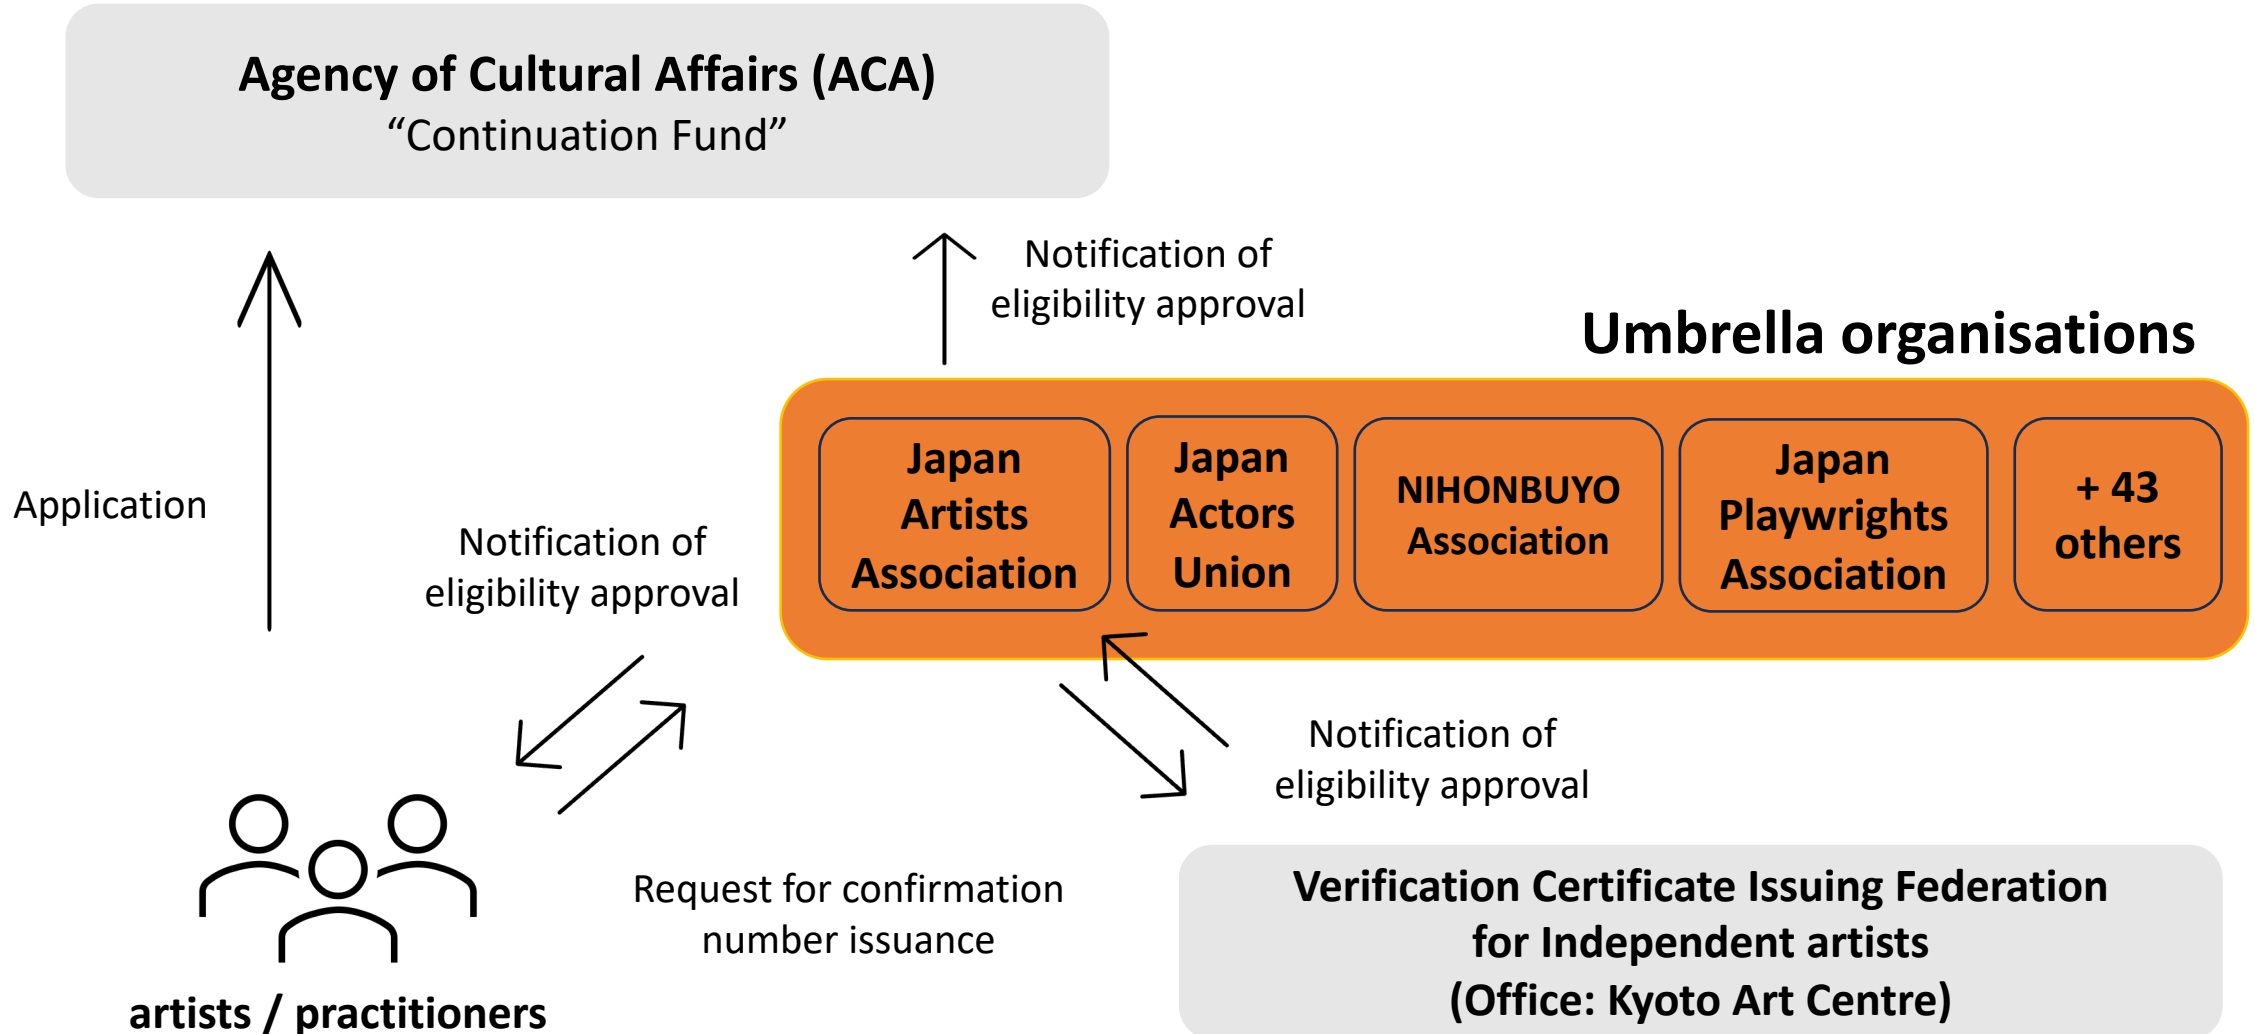 Agency of Cultural Affairs (ACA)
“Continuation Fund”
Notification of
eligibility approval
Umbrella organisations
Japan
Artists
Association
Japan
Actors
Union
NIHONBUYO
Association
Japan
Playwrights
Association
+ 43
others
Application
Notification of
eligibility approval
Notification of
eligibility approval
Request for confirmation
number issuance
artists / practitioners
Verification Certificate Issuing Federation
for Independent artists
(Office: Kyoto Art Centre)